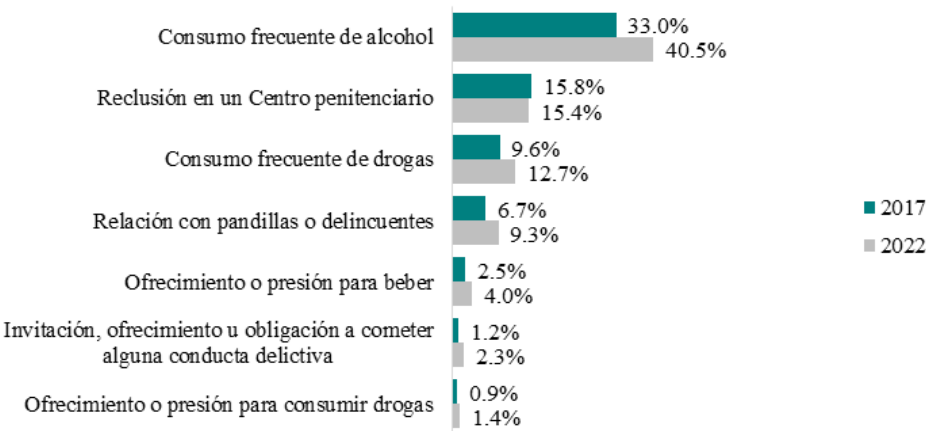 Consumo frecuente de alcohol
33.0%
40.5%
Reclusión en un Centro penitenciario
15.8%
15.4%
Consumo frecuente de drogas
9.6%
12.7%
Relación con pandillas o delincuentes
6.7%
9.3%
2017
2022
Ofrecimiento o presión para beber
2.5%
4.0%
Invitación, ofrecimiento u obligación a cometer
alguna conducta delictiva
1.2%
2.3%
Ofrecimiento o presión para consumir drogas
0.9%
1.4%